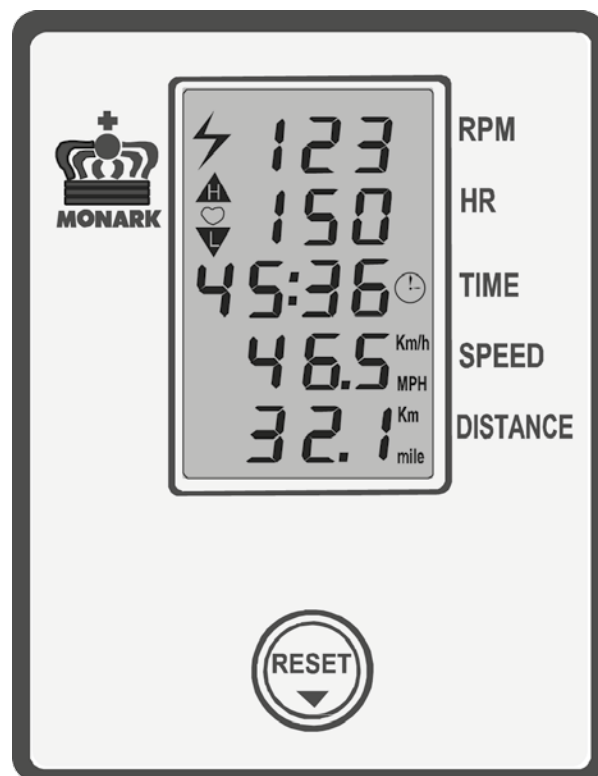 123 RPM
H
150 HR
L
MONARK
45:36 TIME
46.5 Km/h MPH SPEED
32.1 Km mile DISTANCE
RESET